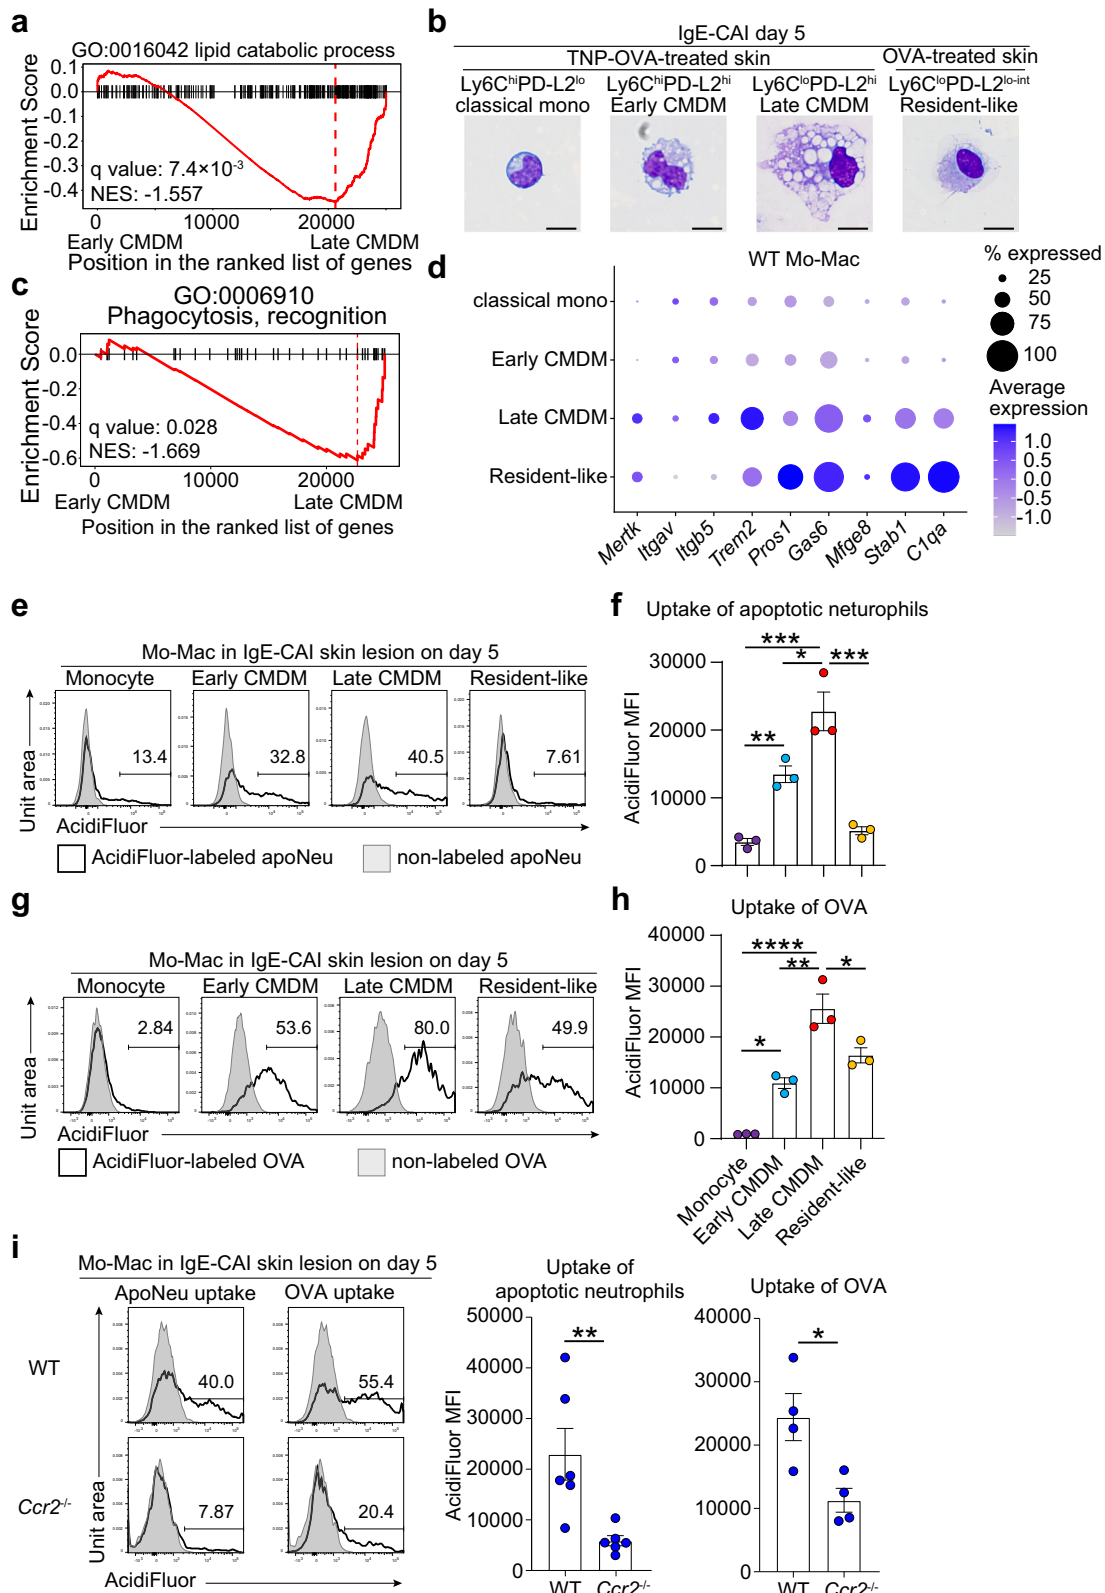 a
GO:0016042 lipid catabolic process
Enrichment Score
0.1
0.0
-0.1
-0.2
-0.3
-0.4
q value: 7.4×10-3
NES: -1.557
0 10000 20000
Early CMDM Late CMDM
Position in the ranked list of genes
b
IgE-CAI day 5
TNP-OVA-treated skin OVA-treated skin
Ly6ChiPD-L2lo Ly6ChiPD-L2hi Ly6CloPD-L2hi Ly6CloPD-L2lo-int
classical mono Early CMDM Late CMDM Resident-like
c
GO:0006910
Phagocytosis, recognition
Enrichment Score
0.0
-0.2
-0.4
-0.6
q value: 0.028
NES: -1.669
0 10000 20000
Early CMDM Late CMDM
Position in the ranked list of genes
d
WT Mo-Mac
classical mono
Early CMDM
Late CMDM
Resident-like
Mertk Itgav Itgb5 Trem2 Pros1 Gas6 Mfge8 Stab1 C1qa
% expressed
25
50
75
100
Average
expression
1.0
0.5
0.0
-0.5
-1.0
e
Mo-Mac in IgE-CAI skin lesion on day 5
Monocyte Early CMDM Late CMDM Resident-like
13.4 32.8 40.5 7.61
Unit area
AcidiFluor
AcidiFluor-labeled apoNeu non-labeled apoNeu
f
Uptake of apoptotic neturophils
AcidiFluor MFI
30000
20000
10000
0
***
* ***
**
g
Mo-Mac in IgE-CAI skin lesion on day 5
Monocyte Early CMDM Late CMDM Resident-like
2.84 53.6 80.0 49.9
Unit area
AcidiFluor
AcidiFluor-labeled OVA non-labeled OVA
h
Uptake of OVA
AcidiFluor MFI
40000
30000
20000
10000
0
****
** *
*
Monocyte Early CMDM Late CMDM Resident-like
i
Mo-Mac in IgE-CAI skin lesion on day 5
ApoNeu uptake OVA uptake
WT
40.0 55.4
Ccr2-/-
7.87 20.4
Unit area
AcidiFluor
Uptake of
apoptotic neutrophils
AcidiFluor MFI
50000
40000
30000
20000
10000
0
**
WT Ccr2-/-
Uptake of OVA
40000
30000
20000
10000
0
*
WT Ccr2-/-